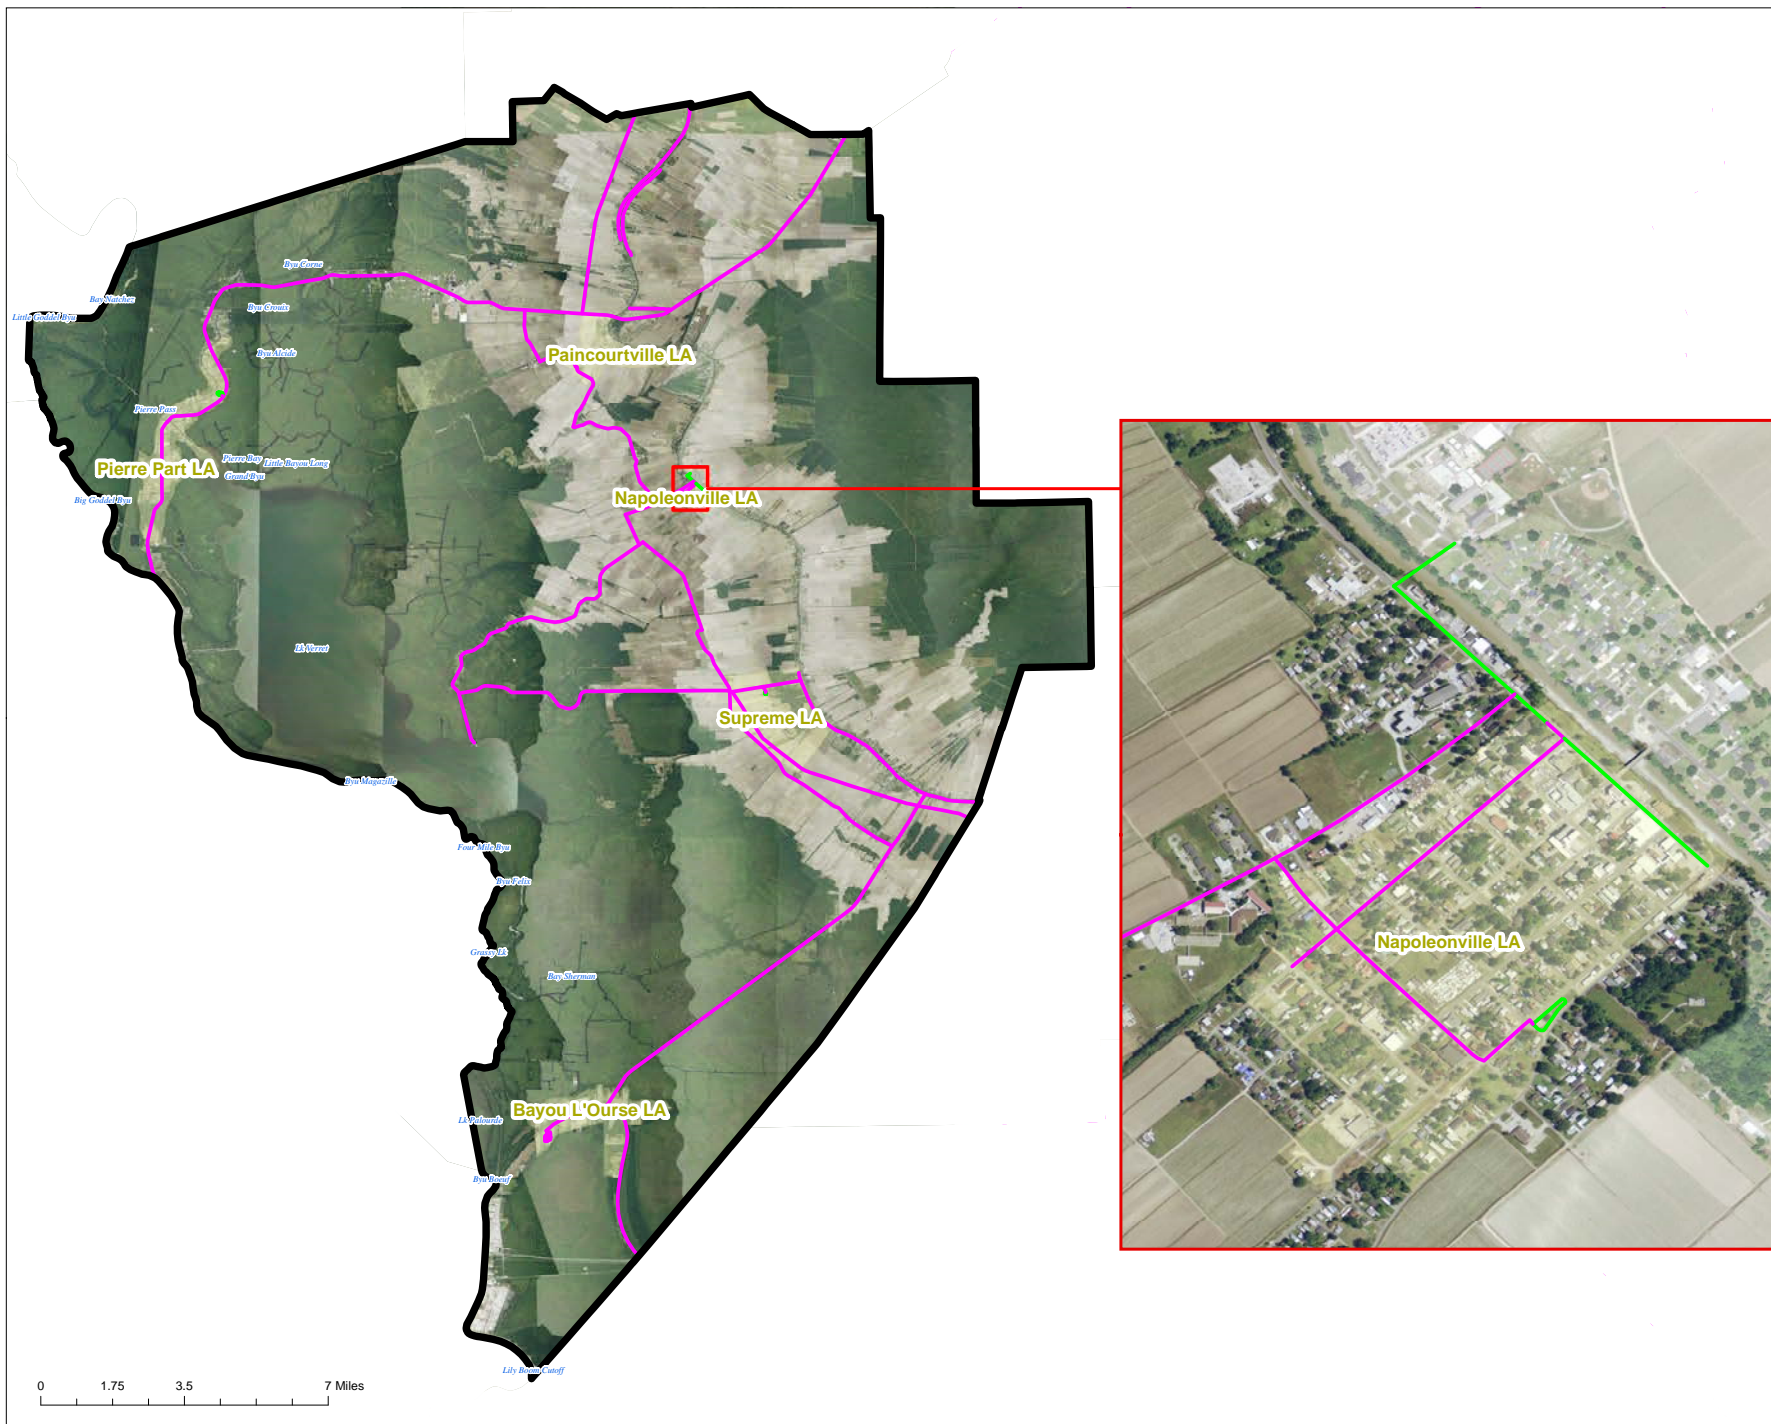 Byu Corne
Bay Natchez
Byu Crouix
Little Goddel Byu
Byu Alcide
Paincourtville LA
Pierre Pass
Pierre Bay
Little Bayou Long
Pierre Part LA
Grand Byu
Big Goddel Byu
Napoleonville LA
Lk Verret
Supreme LA
Byu Magazille
Four Mile Byu
Byu Felix
Grassy Lk
Bay Sherman
Napoleonville LA
Bayou L'Ourse LA
Lk Palourde
Byu Boeuf
Lily Boom Cutoff
0 1.75 3.5 7 Miles